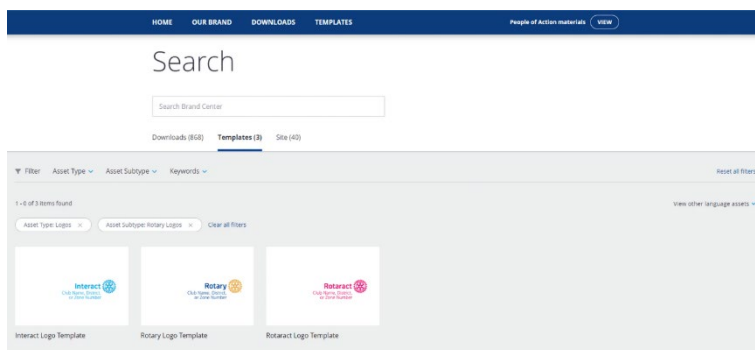 HOME OUR BRAND DOWNLOADS TEMPLATES People of Action materials VIEW
Search
Search Brand Center
Downloads (868) Templates (3) Site (40)
Filter Asset Type Asset Subtype Keywords Reset all filters
1 - 6 of 3 items found View other language assets
Asset Type: Logos × Asset Subtype: Rotary Logos × Clear all filters
Interact
Club Name, District,
or Zone Number
Rotary
Club Name, District,
or Zone Number
Rotaract
Club Name, District,
or Zone Number
Interact Logo Template Rotary Logo Template Rotaract Logo Template